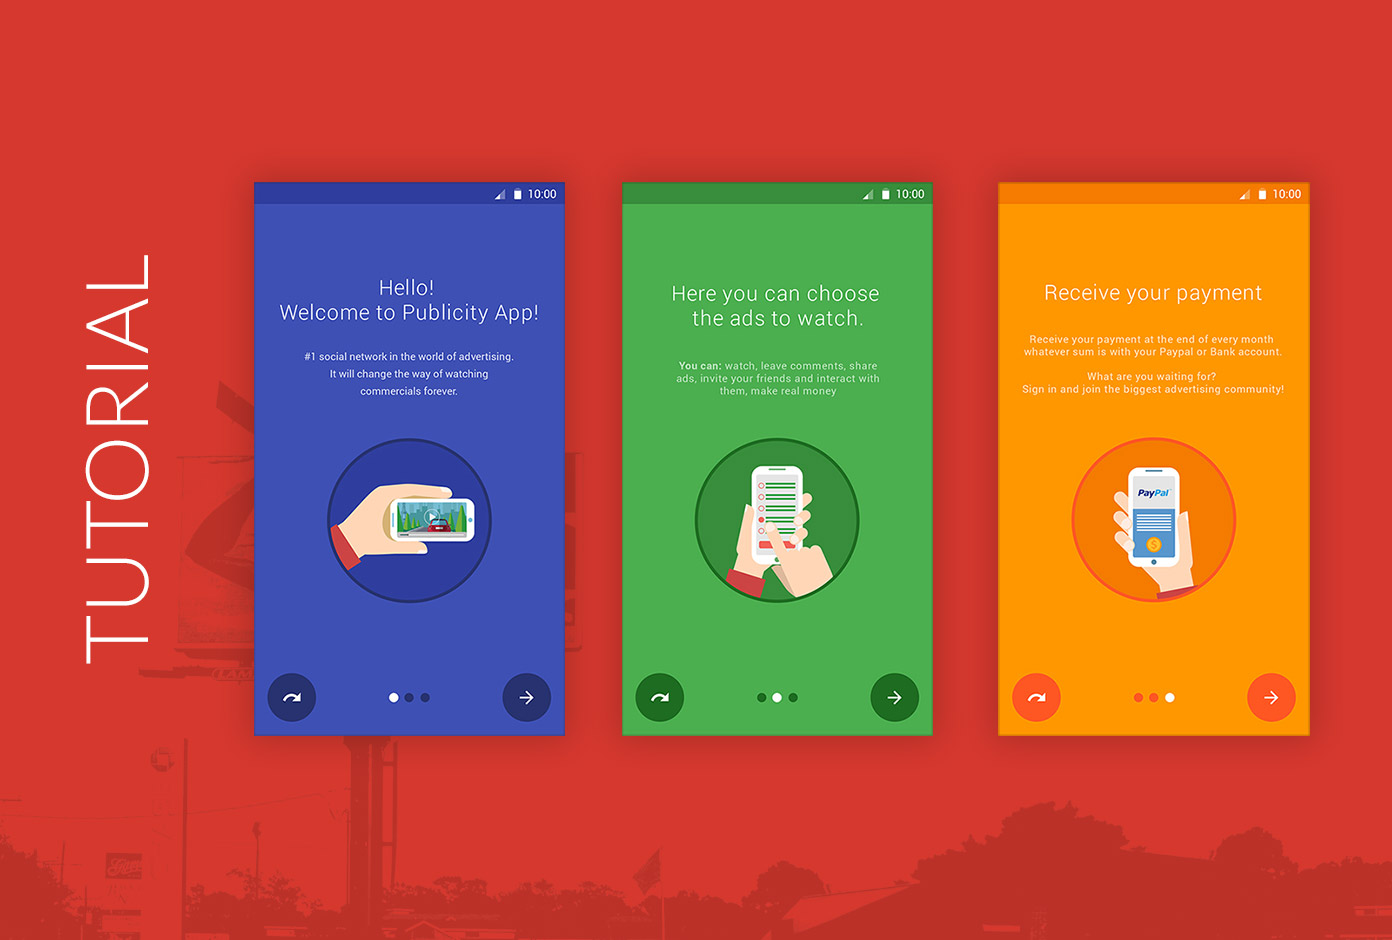 TUTORIAL
10:00
Hello!
Welcome to Publicity App!
#1 social network in the world of advertising.
It will change the way of watching
commercials forever.
10:00
Here you can choose
the ads to watch.
You can: watch, leave comments, share
ads, invite your friends and interact with
them, make real money
10:00
Receive your payment
Receive your payment at the end of every month
whatever sum is with your Paypal or Bank account.
What are you waiting for?
Sign in and join the biggest advertising community!
PayPal
$